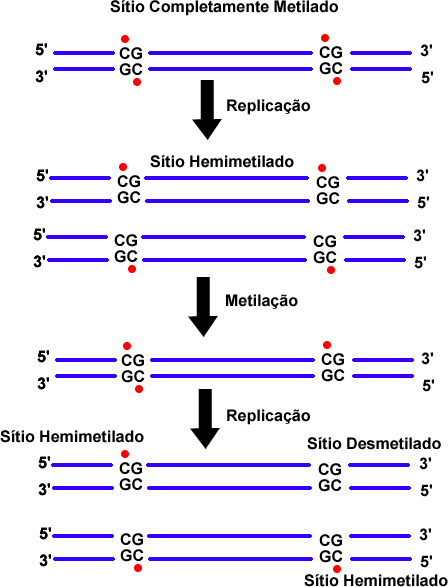 Sítio Completamente Metilado
5' CG CG 3'
3' GC GC 5'
Replicação
Sítio Hemimetilado
5' CG CG 3'
3' GC GC 5'
5' CG CG 3'
3' GC GC 5'
Metilação
5' CG CG 3'
3' GC GC 5'
Replicação
Sítio Hemimetilado
Sítio Desmetilado
5' CG CG 3'
3' GC GC 5'
5' CG CG 3'
3' GC GC 5'
Sítio Hemimetilado